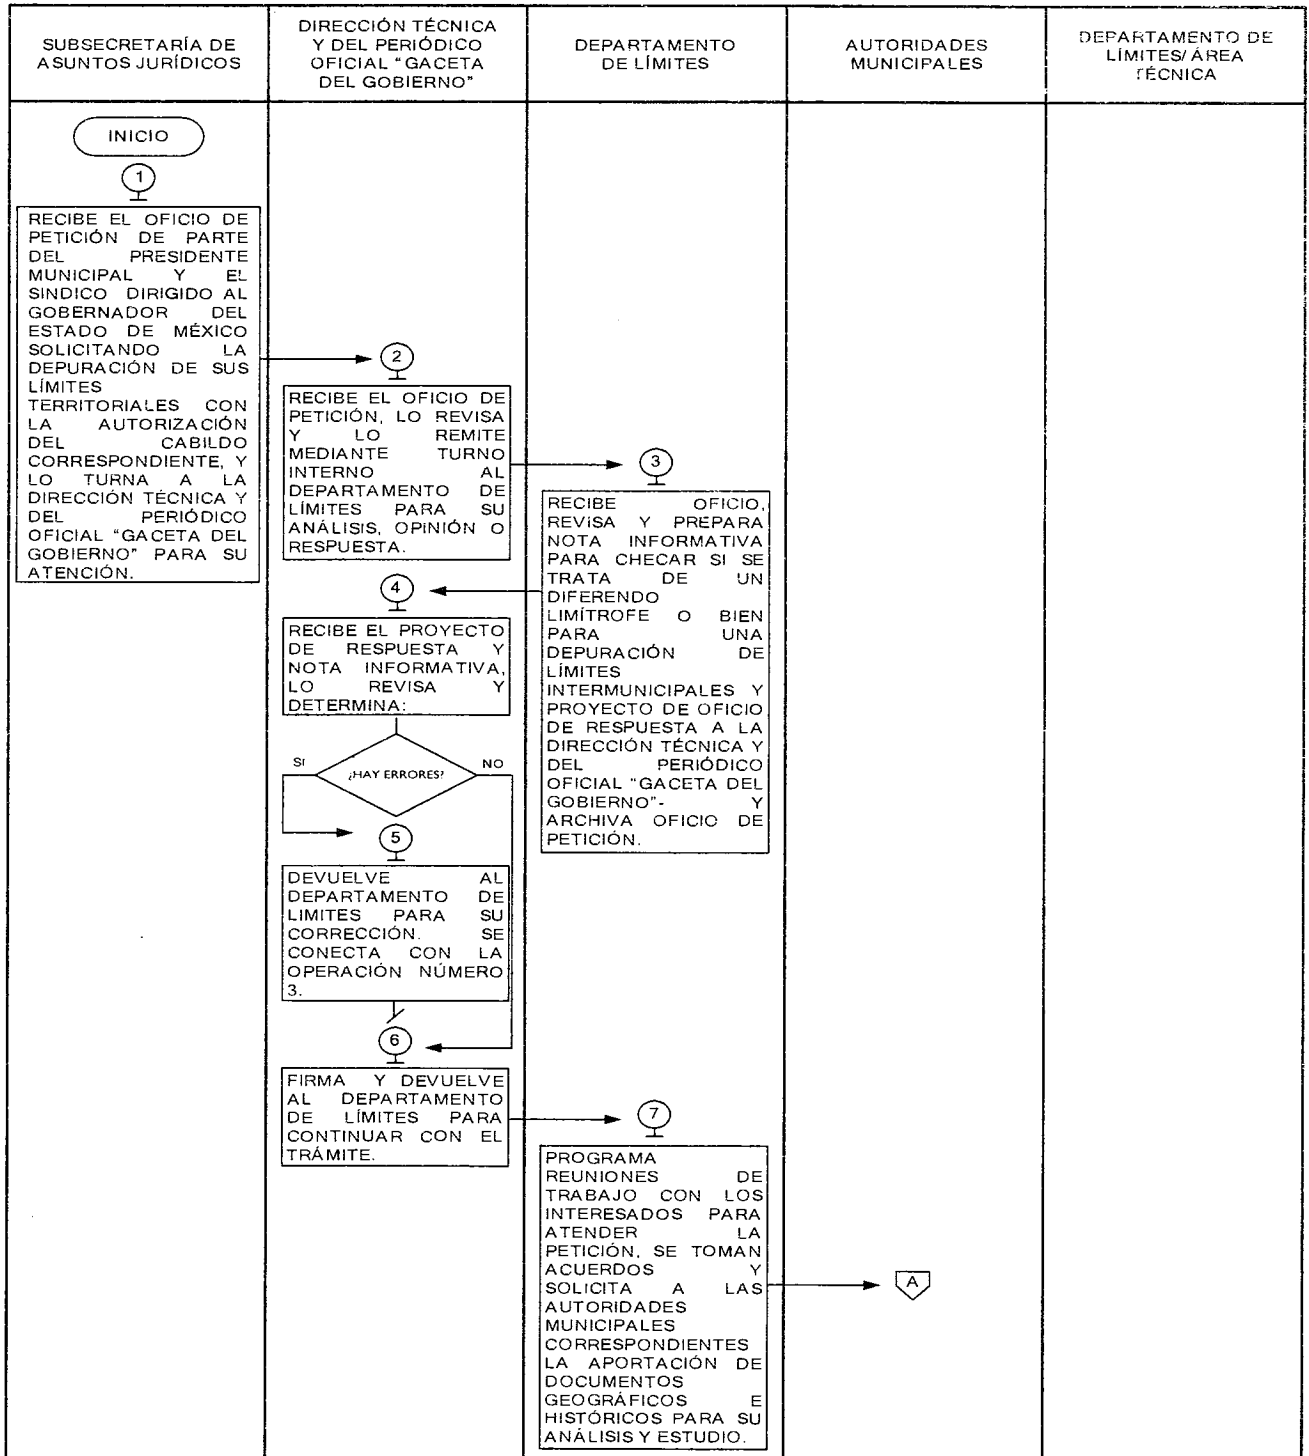 SUBSECRETARÍA DE
ASUNTOS JURÍDICOS
DIRECCIÓN TÉCNICA
Y DEL PERIÓDICO
OFICIAL "GACETA
DEL GOBIERNO"
DEPARTAMENTO
DE LÍMITES
AUTORIDADES
MUNICIPALES
DEPARTAMENTO DE
LÍMITES/ ÁREA
TÉCNICA
INICIO
1
RECIBE EL OFICIO DE
PETICIÓN DE PARTE
DEL PRESIDENTE
MUNICIPAL Y EL
SINDICO DIRIGIDO AL
GOBERNADOR DEL
ESTADO DE MÉXICO
SOLICITANDO LA
DEPURACIÓN DE SUS
LÍMITES
TERRITORIALES CON
LA AUTORIZACIÓN
DEL CABILDO
CORRESPONDIENTE, Y
LO TURNA A LA
DIRECCIÓN TÉCNICA Y
DEL PERIÓDICO
OFICIAL "GACETA DEL
GOBIERNO" PARA SU
ATENCIÓN.
2
RECIBE EL OFICIO DE
PETICIÓN, LO REVISA
Y LO REMITE
MEDIANTE TURNO
INTERNO AL
DEPARTAMENTO DE
LÍMITES PARA SU
ANÁLISIS, OPINIÓN O
RESPUESTA.
3
RECIBE OFICIO,
REVISA Y PREPARA
NOTA INFORMATIVA
PARA CHECAR SI SE
TRATA DE UN
DIFERENDO
LIMÍTROFE O BIEN
PARA UNA
DEPURACIÓN DE
LÍMITES
INTERMUNICIPALES Y
PROYECTO DE OFICIO
DE RESPUESTA A LA
DIRECCIÓN TÉCNICA Y
DEL PERIÓDICO
OFICIAL "GACETA DEL
GOBIERNO"- Y
ARCHIVA OFICIO DE
PETICIÓN.
4
RECIBE EL PROYECTO
DE RESPUESTA Y
NOTA INFORMATIVA,
LO REVISA Y
DETERMINA:
SI
¿HAY ERRORES?
NO
5
DEVUELVE AL
DEPARTAMENTO DE
LIMITES PARA SU
CORRECCIÓN. SE
CONECTA CON LA
OPERACIÓN NÚMERO
3.
6
FIRMA Y DEVUELVE
AL DEPARTAMENTO
DE LÍMITES PARA
CONTINUAR CON EL
TRÁMITE.
7
PROGRAMA
REUNIONES DE
TRABAJO CON LOS
INTERESADOS PARA
ATENDER LA
PETICIÓN, SE TOMAN
ACUERDOS Y
SOLICITA A LAS
AUTORIDADES
MUNICIPALES
CORRESPONDIENTES
LA APORTACIÓN DE
DOCUMENTOS
GEOGRÁFICOS E
HISTÓRICOS PARA SU
ANÁLISIS Y ESTUDIO.
A